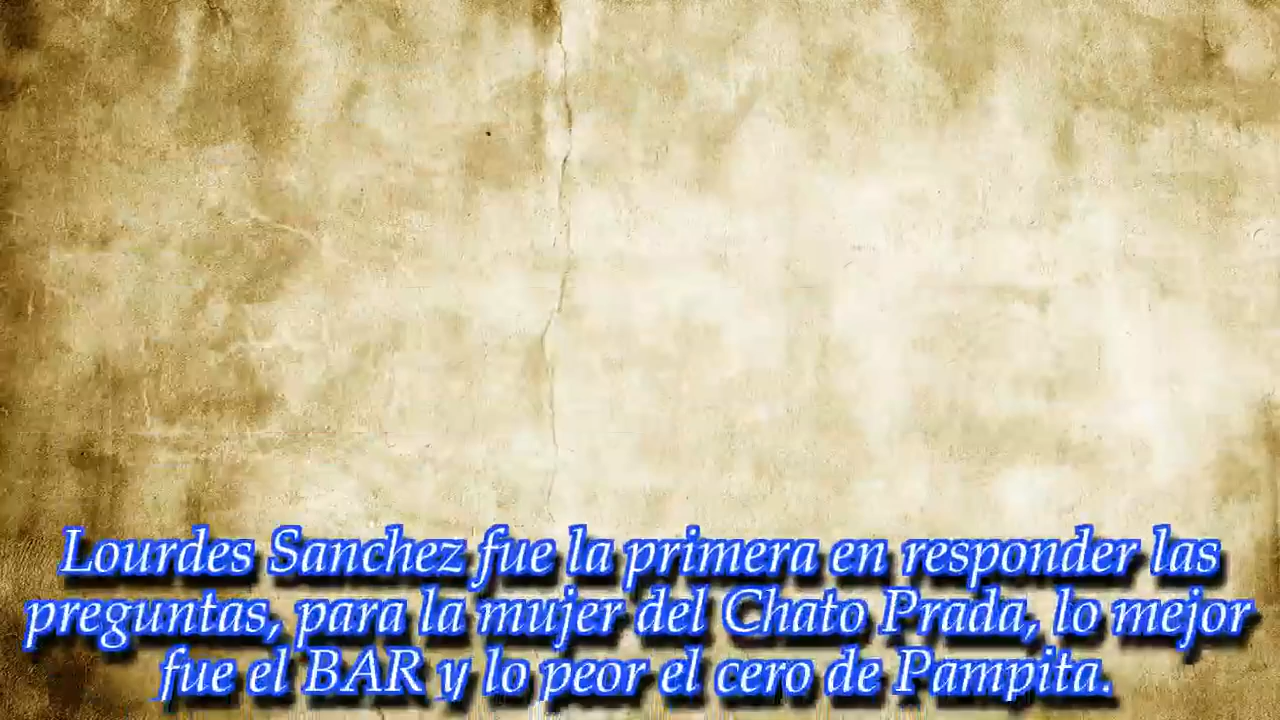 Lourdes Sanchez fue la primera en responder las
preguntas, para la mujer del Chato Prada, lo mejor
fue el BAR y lo peor el cero de Pampita.